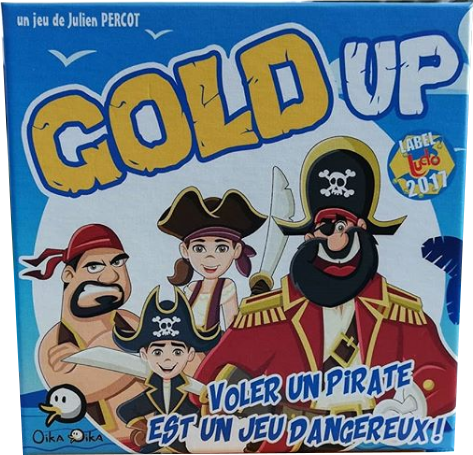 un jeu de Julien PERCOT
GOLD UP
LABEL
Ludo
2017
VOLER UN PIRATE
EST UN JEU DANGEREUX !
OIKA OIKA